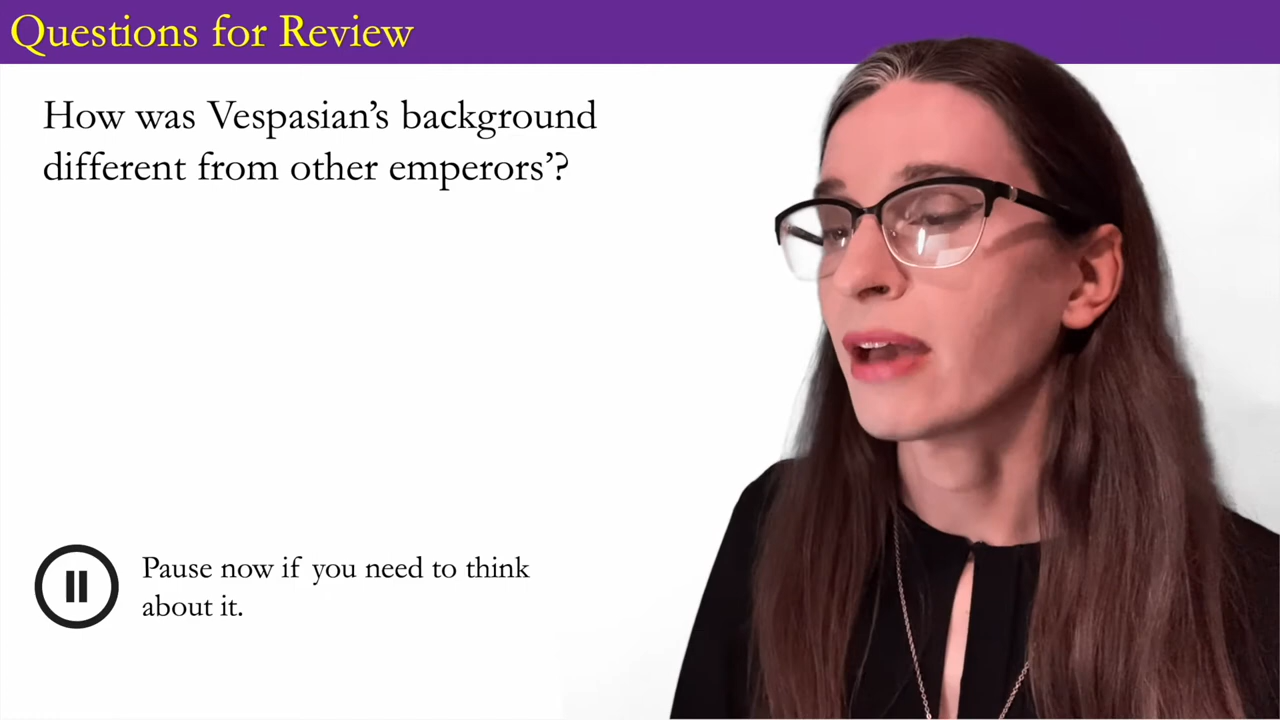 Questions for Review
How was Vespasian’s background
different from other emperors’?
Pause now if you need to think
about it.